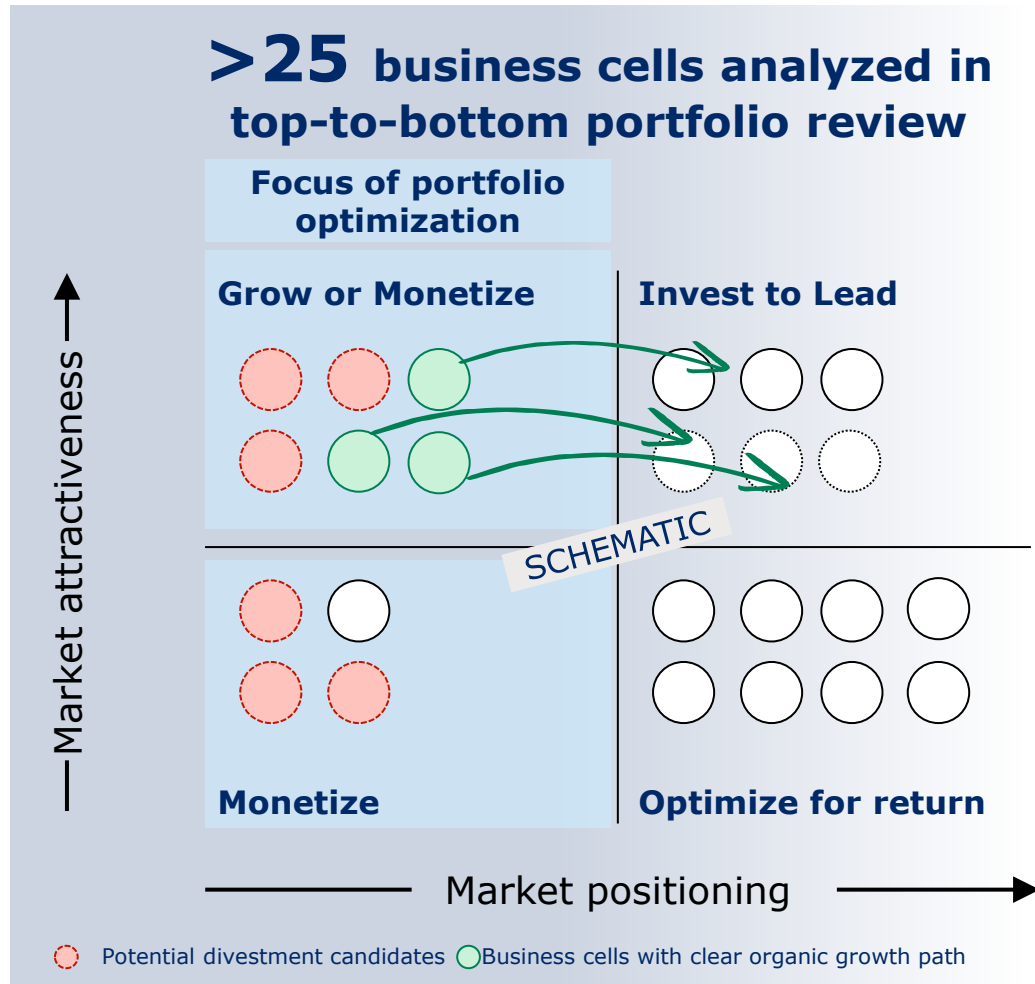 >25 business cells analyzed in
top-to-bottom portfolio review
Focus of portfolio
optimization
Grow or Monetize
Invest to Lead
Market attractiveness
SCHEMATIC
Monetize
Optimize for return
Market positioning
Potential divestment candidates
Business cells with clear organic growth path